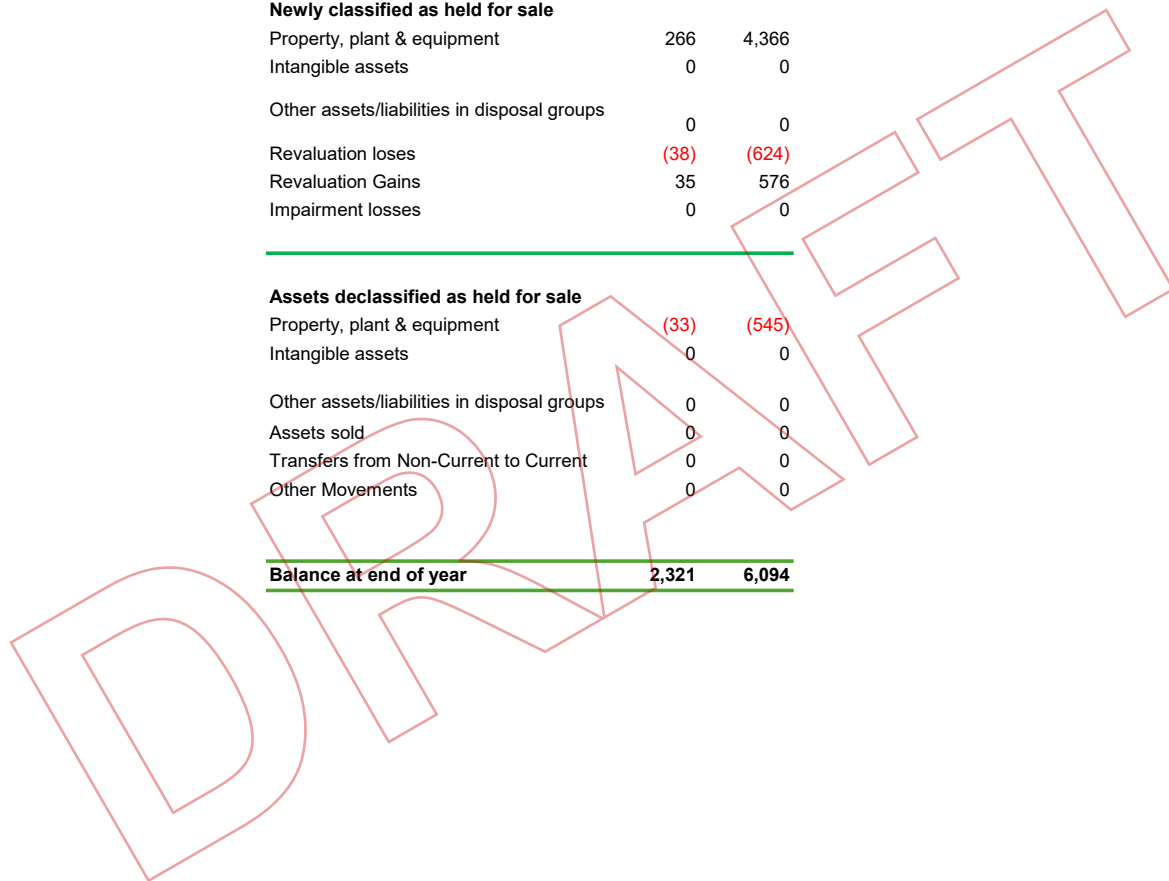 Newly classified as held for sale
Property, plant & equipment 266 4,366
Intangible assets 0 0
Other assets/liabilities in disposal groups 0 0
Revaluation loses (38) (624)
Revaluation Gains 35 576
Impairment losses 0 0
Assets declassified as held for sale
Property, plant & equipment (33) (545)
Intangible assets 0 0
Other assets/liabilities in disposal groups 0 0
Assets sold 0 0
Transfers from Non-Current to Current 0 0
Other Movements 0 0
Balance at end of year 2,321 6,094
DRAFT